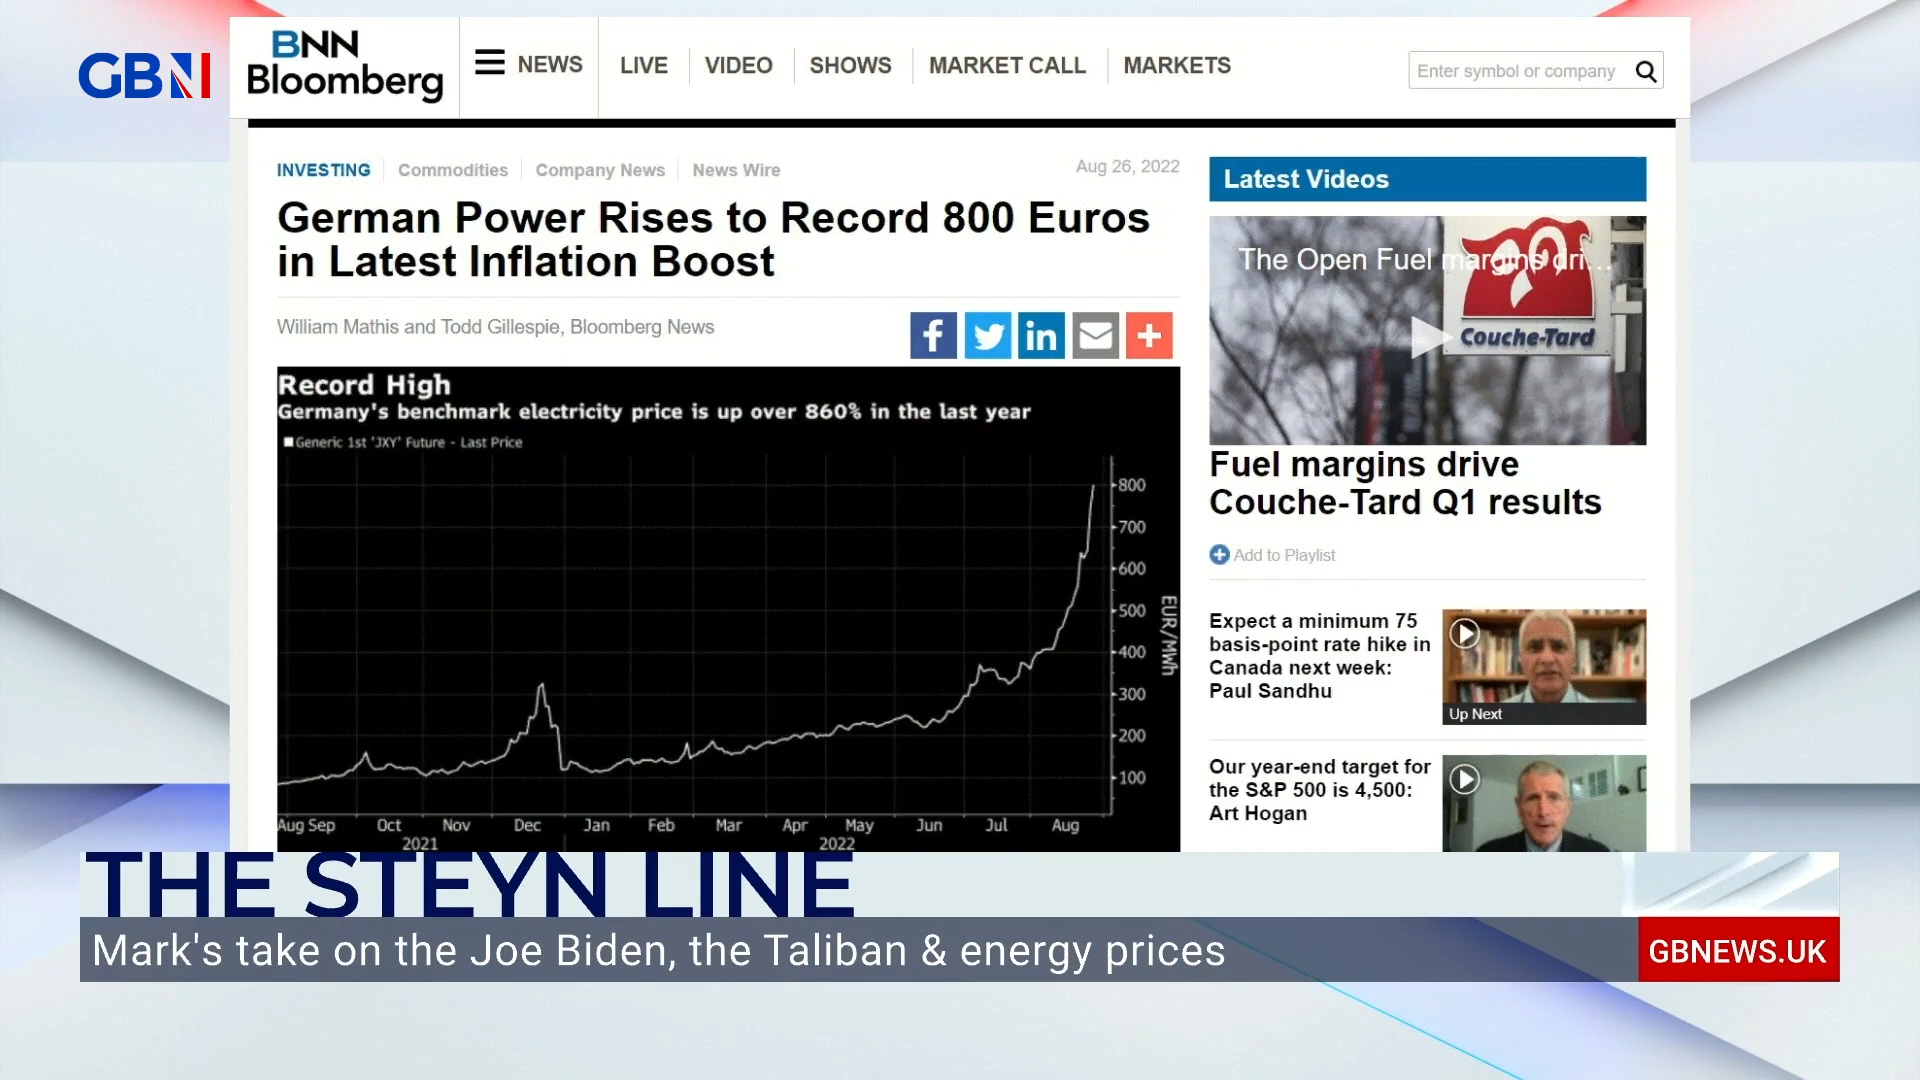 GBN
BNN
Bloomberg
NEWS
LIVE
VIDEO
SHOWS
MARKET CALL
MARKETS
Enter symbol or company
INVESTING
Commodities
Company News
News Wire
Aug 26, 2022
German Power Rises to Record 800 Euros
in Latest Inflation Boost
William Mathis and Todd Gillespie, Bloomberg News
Record High
Germany's benchmark electricity price is up over 860% in the last year
Generic 1st 'JXY' Future - Last Price
800
700
600
500
400
300
200
100
EUR/MWh
Aug Sep Oct Nov Dec Jan Feb Mar Apr May Jun Jul Aug
2021 2022
Latest Videos
The Open Fuel margins dri...
Couche-Tard
Fuel margins drive
Couche-Tard Q1 results
Add to Playlist
Expect a minimum 75
basis-point rate hike in
Canada next week:
Paul Sandhu
Up Next
Our year-end target for
the S&P 500 is 4,500:
Art Hogan
THE STEYN LINE
Mark's take on the Joe Biden, the Taliban & energy prices
GBNEWS.UK